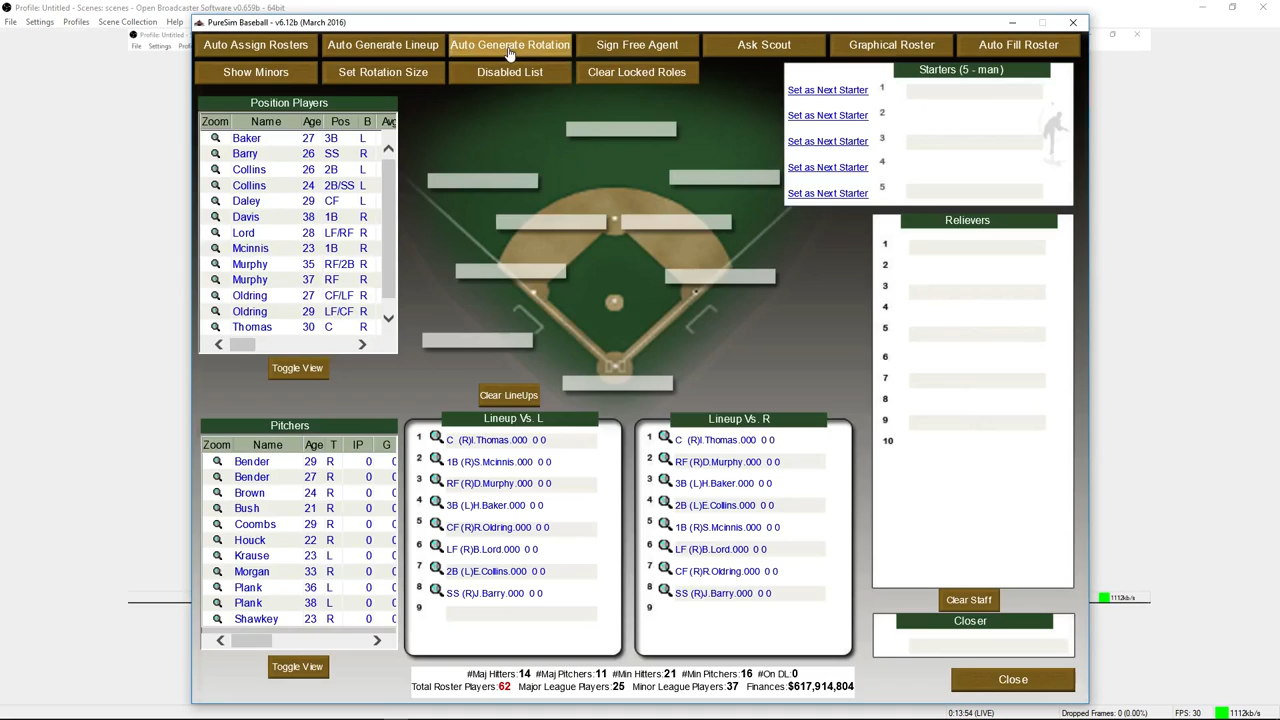 Profile: Untitled - Scenes: scenes - Open Broadcaster Software v0.659b - 64bit
File Settings Profiles Scene Collection Help
Profile: Untitled
File Settings
PureSim Baseball - v6.12b (March 2016)
Auto Assign Rosters Auto Generate Lineup Auto Generate Rotation Sign Free Agent Ask Scout Graphical Roster Auto Fill Roster
Show Minors Set Rotation Size Disabled List Clear Locked Roles
Starters (5 - man)
Set as Next Starter 1
Set as Next Starter 2
Set as Next Starter 3
Set as Next Starter 4
Set as Next Starter 5
Position Players
Zoom Name Age Pos B Avg
Baker 27 3B L
Barry 26 SS R
Collins 26 2B L
Collins 24 2B/SS L
Daley 29 CF L
Davis 38 1B R
Lord 28 LF/RF R
Mcinnis 23 1B R
Murphy 35 RF/2B R
Murphy 37 RF R
Oldring 27 CF/LF R
Oldring 29 LF/CF R
Thomas 30 C R
Toggle View
Relievers
1
2
3
4
5
6
7
8
9
10
Clear LineUps
Pitchers
Zoom Name Age T IP G
Bender 29 R 0 0
Bender 27 R 0 0
Brown 24 R 0 0
Bush 21 R 0 0
Coombs 29 R 0 0
Houck 22 R 0 0
Krause 23 L 0 0
Morgan 33 R 0 0
Plank 36 L 0 0
Plank 38 L 0 0
Shawkey 23 R 0 0
Toggle View
Lineup Vs. L
1 C (R)I.Thomas.000 0 0
2 1B (R)S.Mcinnis.000 0 0
3 RF (R)D.Murphy.000 0 0
4 3B (L)H.Baker.000 0 0
5 CF (R)R.Oldring.000 0 0
6 LF (R)B.Lord.000 0 0
7 2B (L)E.Collins.000 0 0
8 SS (R)J.Barry.000 0 0
9
Lineup Vs. R
1 C (R)I.Thomas.000 0 0
2 RF (R)D.Murphy.000 0 0
3 3B (L)H.Baker.000 0 0
4 2B (L)E.Collins.000 0 0
5 1B (R)S.Mcinnis.000 0 0
6 LF (R)B.Lord.000 0 0
7 CF (R)R.Oldring.000 0 0
8 SS (R)J.Barry.000 0 0
9
Clear Staff
Closer
Close
#Maj Hitters:14 #Maj Pitchers:11 #Min Hitters:21 #Min Pitchers:16 #On DL:0
Total Roster Players:62 Major League Players:25 Minor League Players:37 Finances:$617,914,804
1112kb/s
0:13:54 (LIVE) Dropped Frames: 0 (0.00%) FPS: 30 1112kb/s